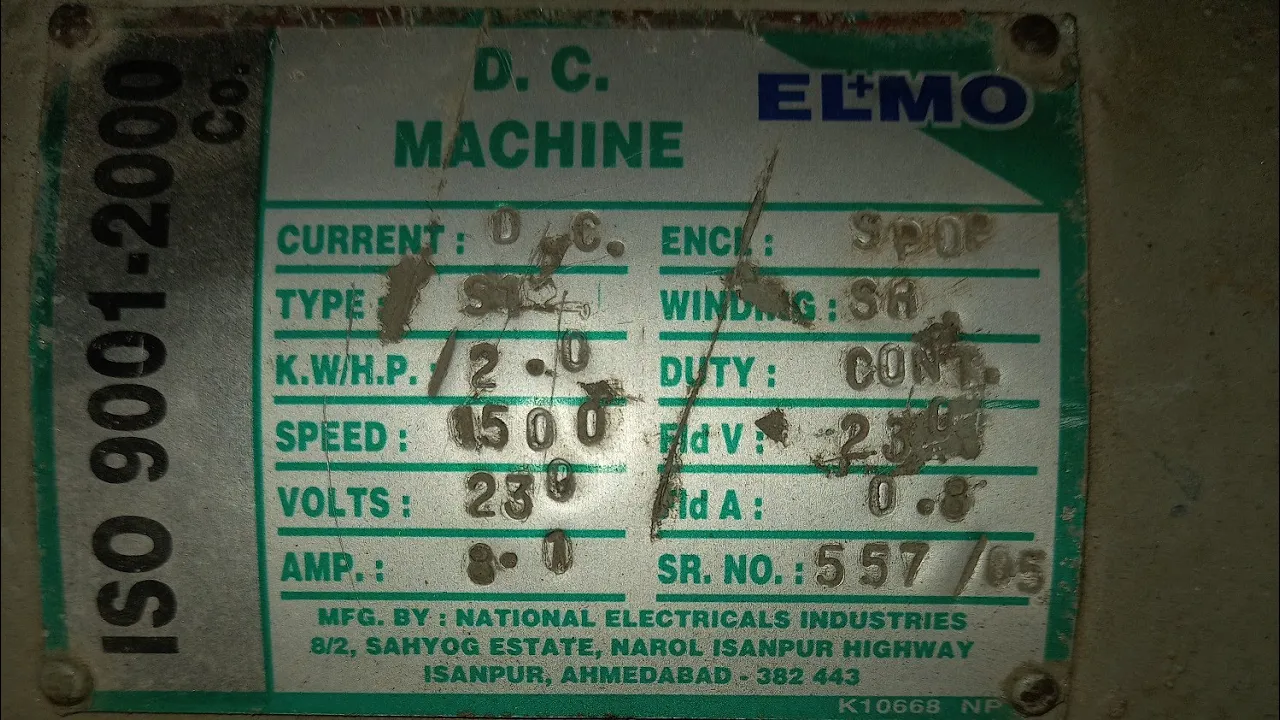 ISO 9001-2000
Co.
D. C.
MACHINE
ELMO
CURRENT : D.C.
ENCL :
TYPE :
WINDING : SH
K.W/H.P. : 2.0
DUTY : CONT.
SPEED : 1500
Fld V : 230
VOLTS : 230
Fld A : 0.8
AMP. : 8.1
SR. NO. : 557/05
MFG. BY : NATIONAL ELECTRICALS INDUSTRIES
8/2, SAHYOG ESTATE, NAROL ISANPUR HIGHWAY
ISANPUR, AHMEDABAD - 382 443
K10668 NP